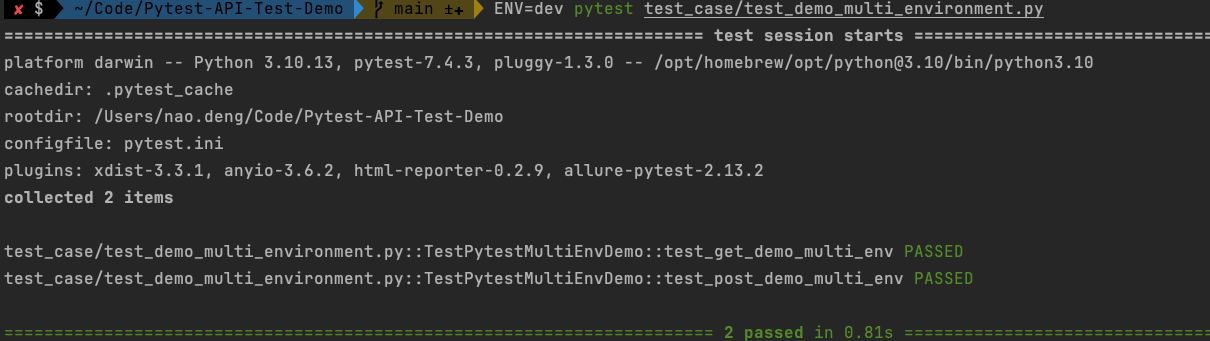 ✘ $ ~/Code/Pytest-API-Test-Demo main ±✚ ENV=dev pytest test_case/test_demo_multi_environment.py
====================================================================== test session starts ==============================
platform darwin -- Python 3.10.13, pytest-7.4.3, pluggy-1.3.0 -- /opt/homebrew/opt/python@3.10/bin/python3.10
cachedir: .pytest_cache
rootdir: /Users/nao.deng/Code/Pytest-API-Test-Demo
configfile: pytest.ini
plugins: xdist-3.3.1, anyio-3.6.2, html-reporter-0.2.9, allure-pytest-2.13.2
collected 2 items
test_case/test_demo_multi_environment.py::TestPytestMultiEnvDemo::test_get_demo_multi_env PASSED
test_case/test_demo_multi_environment.py::TestPytestMultiEnvDemo::test_post_demo_multi_env PASSED
======================================================================= 2 passed in 0.81s ===============================